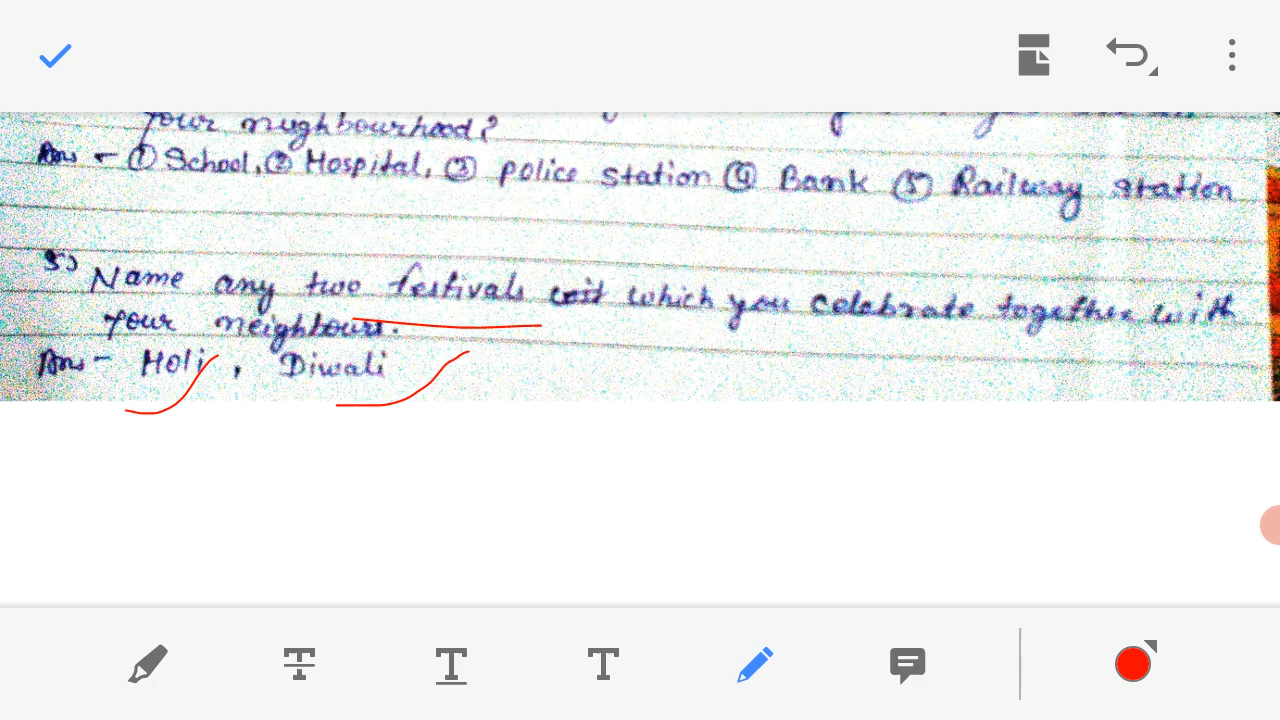 your neighbourhood?
Ans - ① School, ② Hospital, ③ police station ④ Bank ⑤ Railway station
5) Name any two festivals which you celebrate together with
your neighbours.
Ans - Holi, Diwali